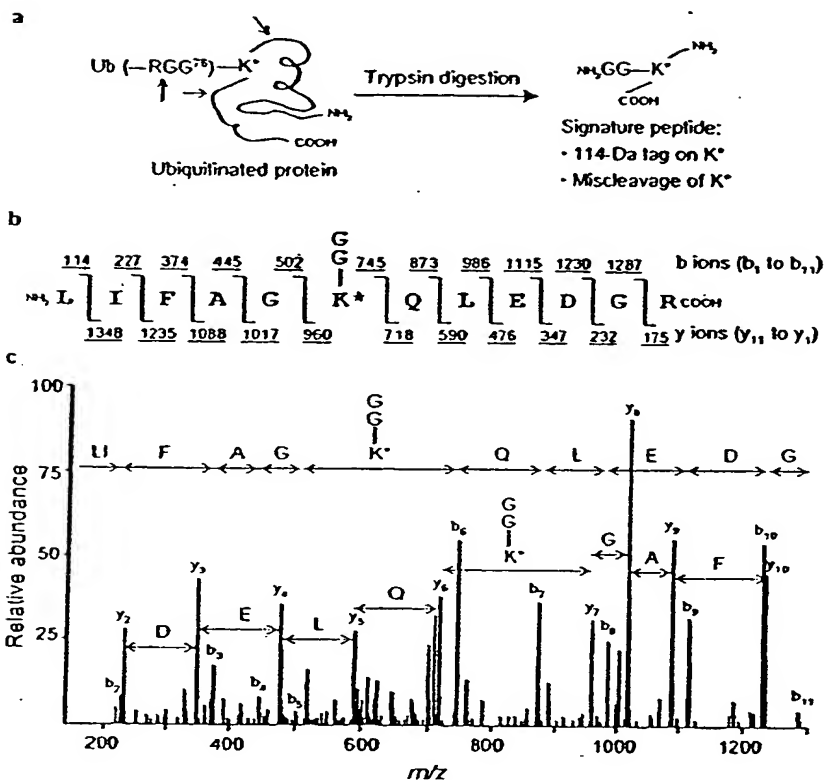 a
Ub (–RGG⁷⁶)–K*
NH₂
COOH
Ubiquitinated protein
Trypsin digestion
NH₂GG–K*
NH₂
COOH
Signature peptide:
• 114-Da tag on K*
• Miscleavage of K*
b
G
G
114 227 374 445 502 745 873 986 1115 1230 1287 b ions (b₁ to b₁₁)
NH₂ L I F A G K* Q L E D G R COOH
1348 1235 1088 1017 960 718 590 476 347 232 175 y ions (y₁₁ to y₁)
c
100
75
50
25
Relative abundance
G
G
LI F A G K* Q L E D G
G
G
K*
G
A
F
D
E
L
Q
b₂
y₂
y₃
b₃
b₄
y₄
b₅
y₅
y₆
b₆
b₇
y₇
b₈
y₈
y₉
b₉
b₁₀
y₁₀
b₁₁
200 400 600 800 1000 1200
m/z